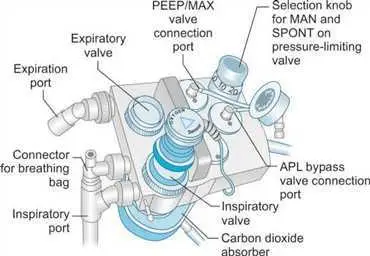 PEEP/MAX
valve
connection
port
Selection knob
for MAN and
SPONT on
pressure-limiting
valve
Expiratory
valve
Expiration
port
Connector
for breathing
bag
Inspiratory
port
APL bypass
valve connection
port
Inspiratory
valve
Carbon dioxide
absorber